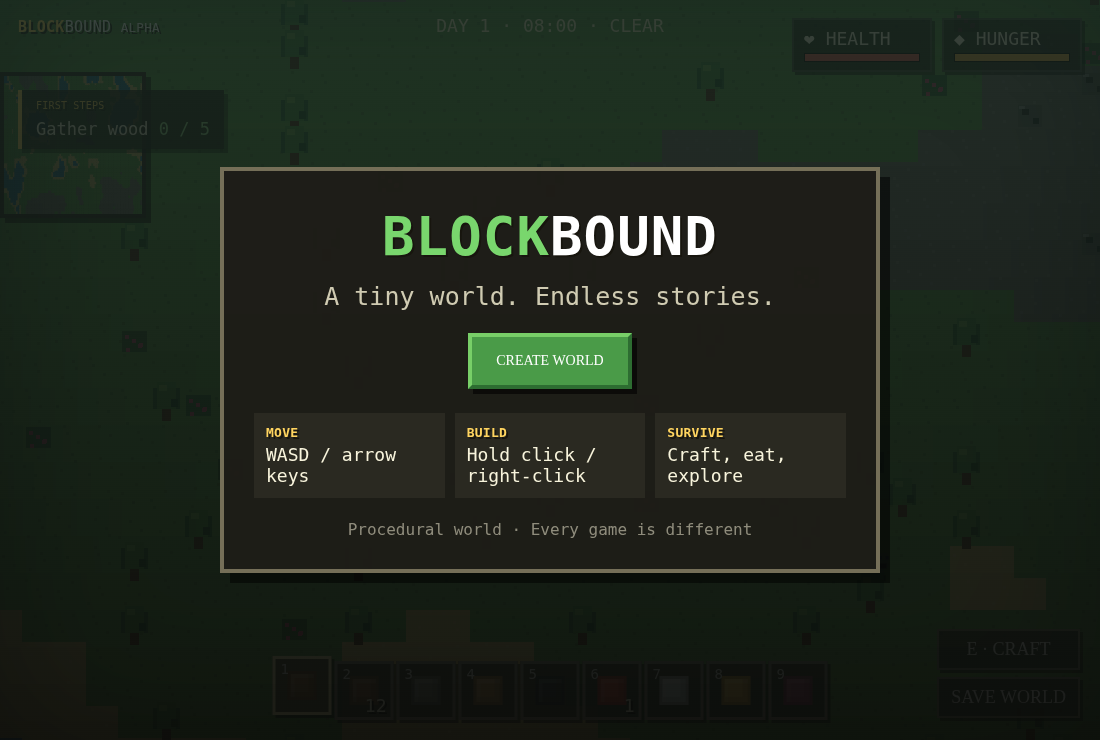 BLOCKBOUND ALPHA
DAY 1 · 08:00 · CLEAR
❤ HEALTH
◆ HUNGER
FIRST STEPS
Gather wood 0 / 5
BLOCKBOUND
A tiny world. Endless stories.
CREATE WORLD
MOVE
WASD / arrow
keys
BUILD
Hold click /
right-click
SURVIVE
Craft, eat,
explore
Procedural world · Every game is different
E · CRAFT
SAVE WORLD
1
2
12
3
4
5
6
1
7
8
9